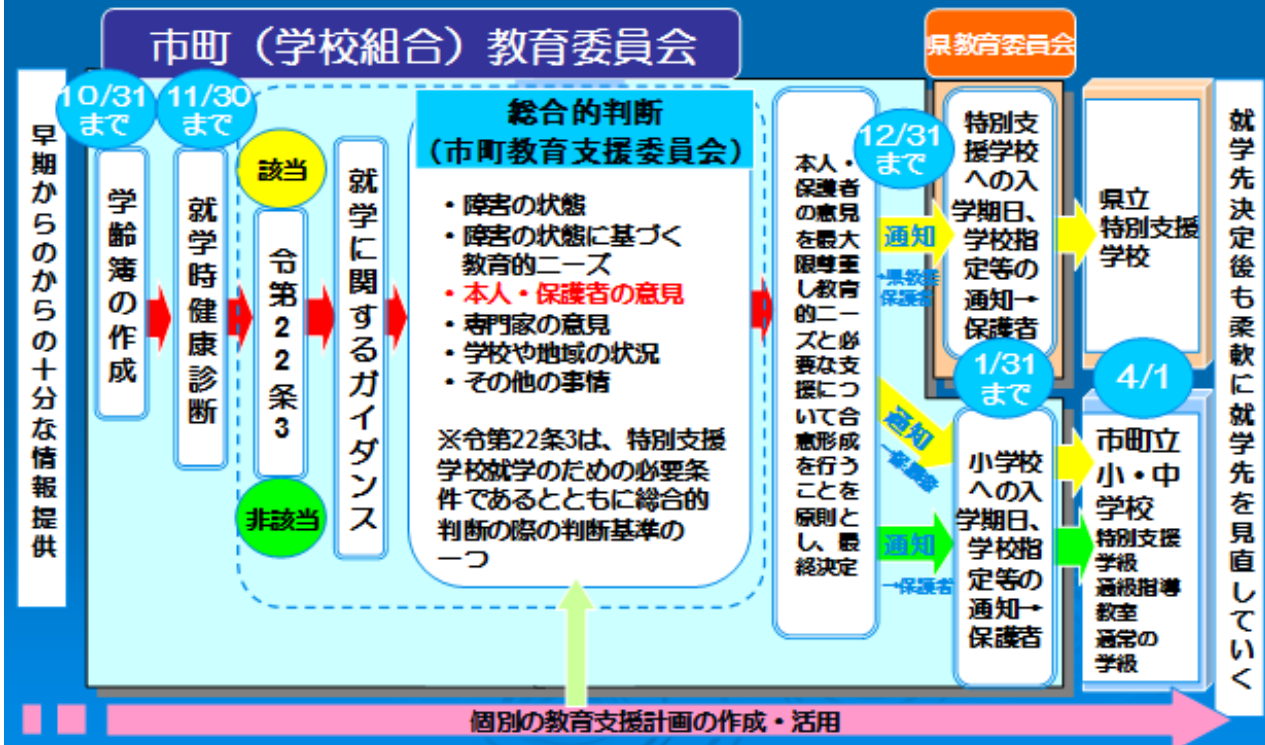 市町（学校組合）教育委員会
県教育委員会
早期からのからの十分な情報提供
10/31
まで
学齢簿の作成
11/30
まで
就学時健康診断
該当
令第２２条３
非該当
就学に関するガイダンス
総合的判断
（市町教育支援委員会）
・障害の状態
・障害の状態に基づく
教育的ニーズ
・本人・保護者の意見
・専門家の意見
・学校や地域の状況
・その他の事情
※令第22条3は、特別支援
学校就学のための必要条
件であるとともに総合的
判断の際の判断基準の
一つ
本人・
保護者
の意見
を最大
限尊重
し教育
的ニー
ズと必
要な支
援につ
いて合
意形成
を行う
ことを
原則と
し、最
終決定
12/31
まで
通知
→県教委
保護者
通知
→保護者
通知
→保護者
特別支
援学校
への入
学期日、
学校指
定等の
通知→
保護者
1/31
まで
小学校
への入
学期日、
学校指
定等の
通知→
保護者
県立
特別支援
学校
4/1
市町立
小・中
学校
特別支援
学級
通級指導
教室
通常の
学級
就学先決定後も柔軟に就学先を見直していく
個別の教育支援計画の作成・活用